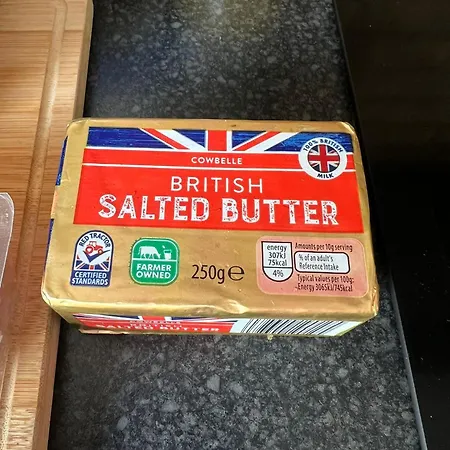 COWBELLE
BRITISH
SALTED BUTTER
100% BRITISH
MILK
RED TRACTOR
CERTIFIED
STANDARDS
FARMER
OWNED
250g℮
energy
307kJ
75kcal
4%
Amounts per 10g serving
% of an adult's
Reference Intake
Typical values per 100g:
Energy 3065kJ/745kcal
SALTED BUTTER